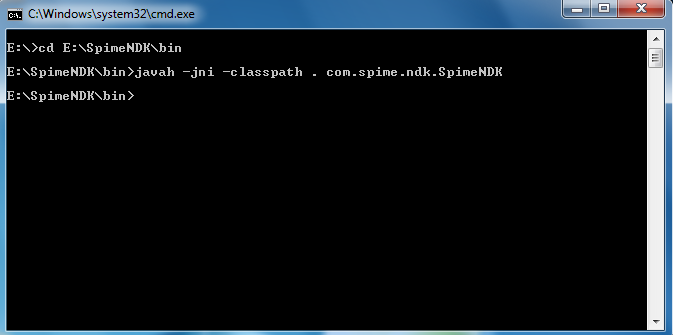 C:\Windows\system32\cmd.exe
E:\>cd E:\SpimeNDK\bin
E:\SpimeNDK\bin>javah -jni -classpath . com.spime.ndk.SpimeNDK
E:\SpimeNDK\bin>